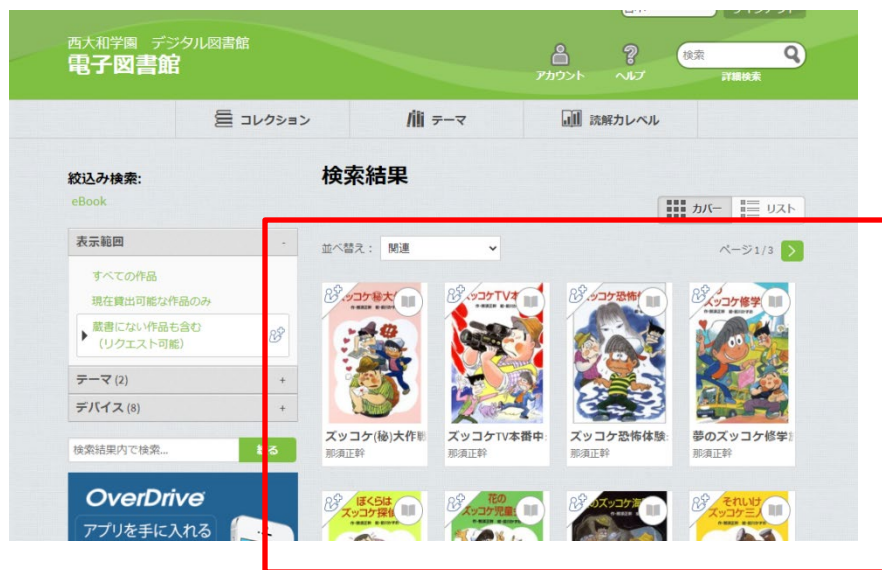 西大和学園 デジタル図書館
電子図書館
アカウント
ヘルプ
検索
詳細検索
コレクション
テーマ
読解力レベル
絞込み検索:
eBook
検索結果
カバー
リスト
表示範囲 -
並べ替え: 関連
ページ1/3 >
すべての作品
現在貸出可能な作品のみ
蔵書にない作品も含む
(リクエスト可能)
テーマ (2) +
デバイス (8) +
検索結果内で検索...
ズッコケ(秘)大作戦
那須正幹
ズッコケTV本番中
那須正幹
ズッコケ恐怖体験
那須正幹
夢のズッコケ修学
那須正幹
OverDrive
アプリを手に入れる
ぼくらは
ズッコケ探偵
花の
ズッコケ児童
ズッコケ海
それいけ
ズッコケ三人